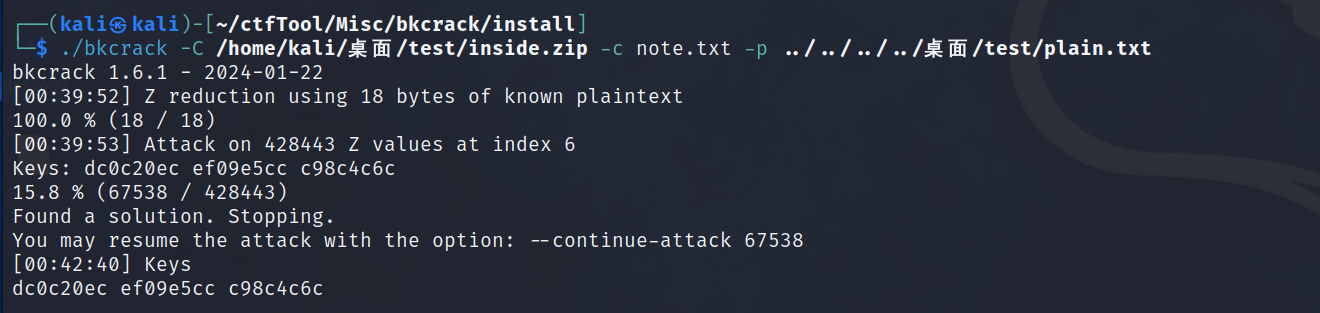 ┌──(kali㉿kali)-[~/ctfTool/Misc/bkcrack/install]
└─$ ./bkcrack -C /home/kali/桌面/test/inside.zip -c note.txt -p ../../../../桌面/test/plain.txt
bkcrack 1.6.1 - 2024-01-22
[00:39:52] Z reduction using 18 bytes of known plaintext
100.0 % (18 / 18)
[00:39:53] Attack on 428443 Z values at index 6
Keys: dc0c20ec ef09e5cc c98c4c6c
15.8 % (67538 / 428443)
Found a solution. Stopping.
You may resume the attack with the option: --continue-attack 67538
[00:42:40] Keys
dc0c20ec ef09e5cc c98c4c6c